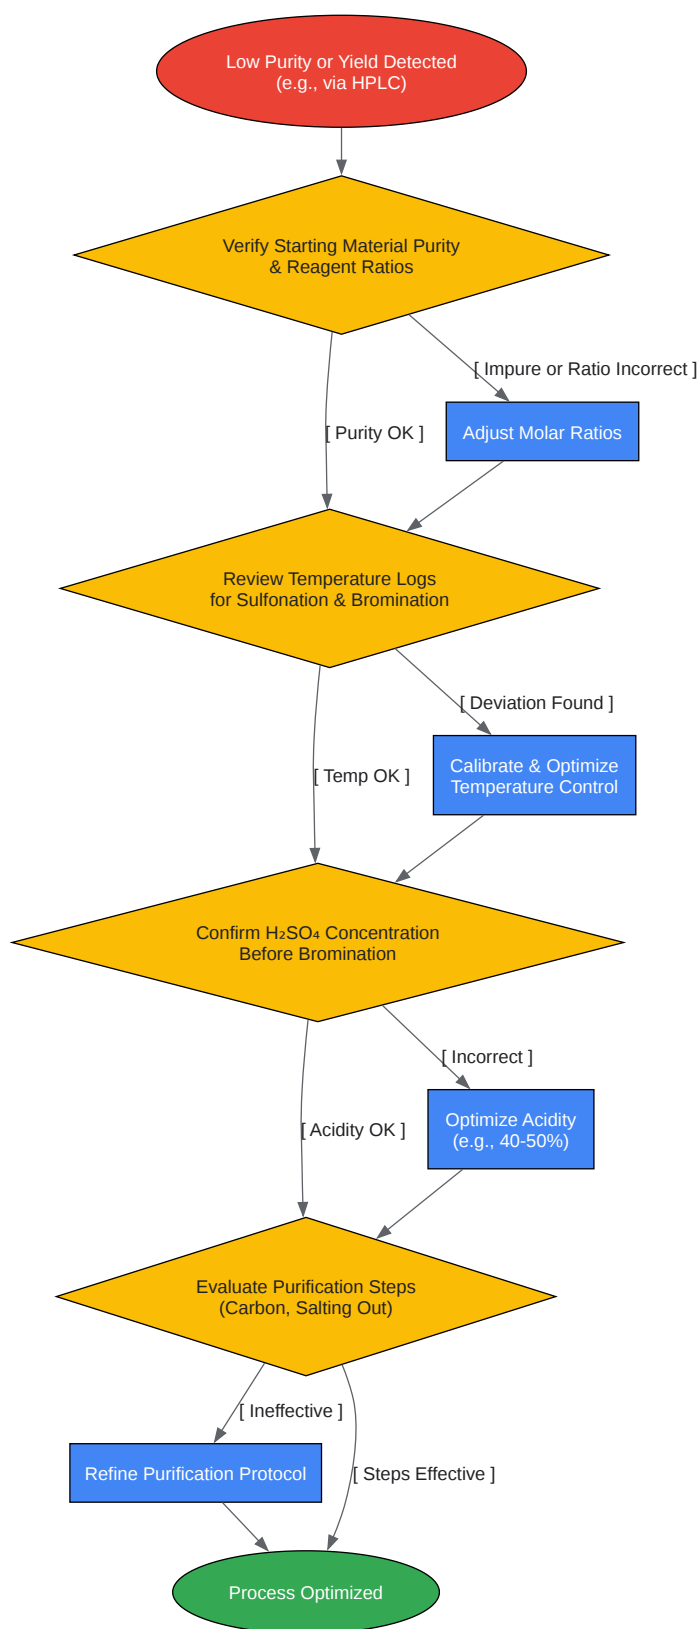 Low Purity or Yield Detected
(e.g., via HPLC)
Verify Starting Material Purity
& Reagent Ratios
[ Impure or Ratio Incorrect ]
[ Purity OK ]
Adjust Molar Ratios
Review Temperature Logs
for Sulfonation & Bromination
[ Deviation Found ]
[ Temp OK ]
Calibrate & Optimize
Temperature Control
Confirm H₂SO₄ Concentration
Before Bromination
[ Incorrect ]
[ Acidity OK ]
Optimize Acidity
(e.g., 40-50%)
Evaluate Purification Steps
(Carbon, Salting Out)
[ Ineffective ]
[ Steps Effective ]
Refine Purification Protocol
Process Optimized